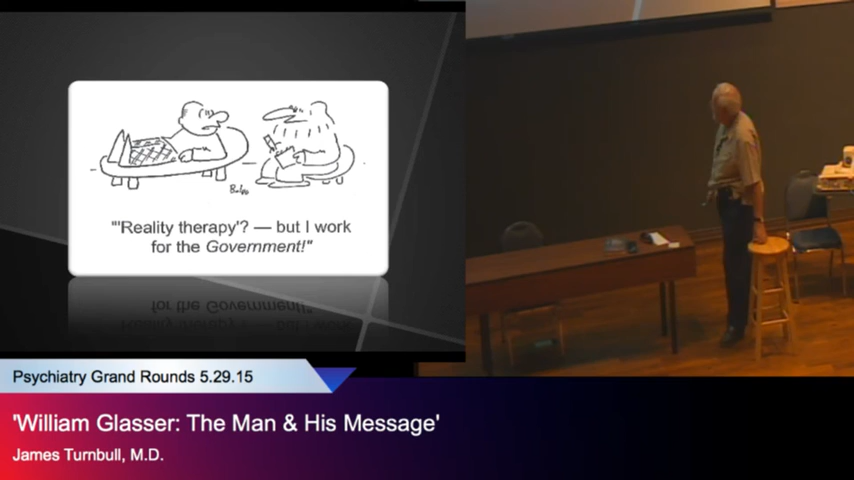 "'Reality therapy'? — but I work
for the Government!"
Psychiatry Grand Rounds 5.29.15
'William Glasser: The Man & His Message'
James Turnbull, M.D.